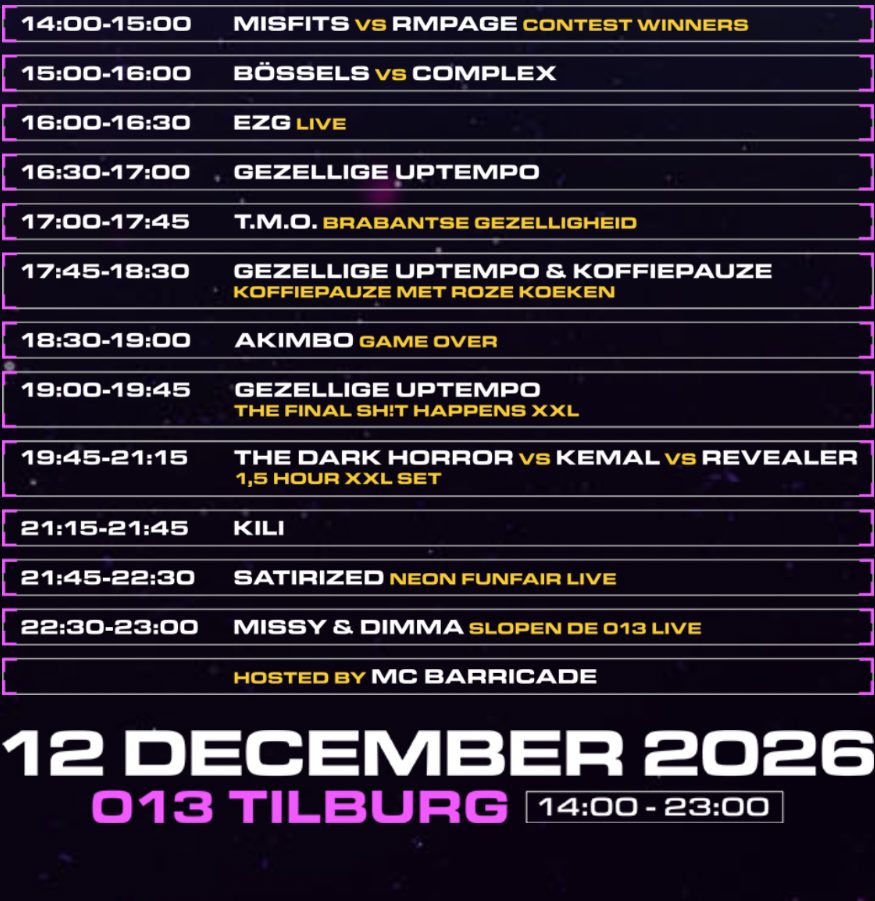 14:00-15:00 MISFITS VS RMPAGE CONTEST WINNERS
15:00-16:00 BÖSSELS VS COMPLEX
16:00-16:30 EZG LIVE
16:30-17:00 GEZELLIGE UPTEMPO
17:00-17:45 T.M.O. BRABANTSE GEZELLIGHEID
17:45-18:30 GEZELLIGE UPTEMPO & KOFFIEPAUZE
KOFFIEPAUZE MET ROZE KOEKEN
18:30-19:00 AKIMBO GAME OVER
19:00-19:45 GEZELLIGE UPTEMPO
THE FINAL SH!T HAPPENS XXL
19:45-21:15 THE DARK HORROR VS KEMAL VS REVEALER
1,5 HOUR XXL SET
21:15-21:45 KILI
21:45-22:30 SATIRIZED NEON FUNFAIR LIVE
22:30-23:00 MISSY & DIMMA SLOPEN DE 013 LIVE
HOSTED BY MC BARRICADE
12 DECEMBER 2026
013 TILBURG 14:00 - 23:00